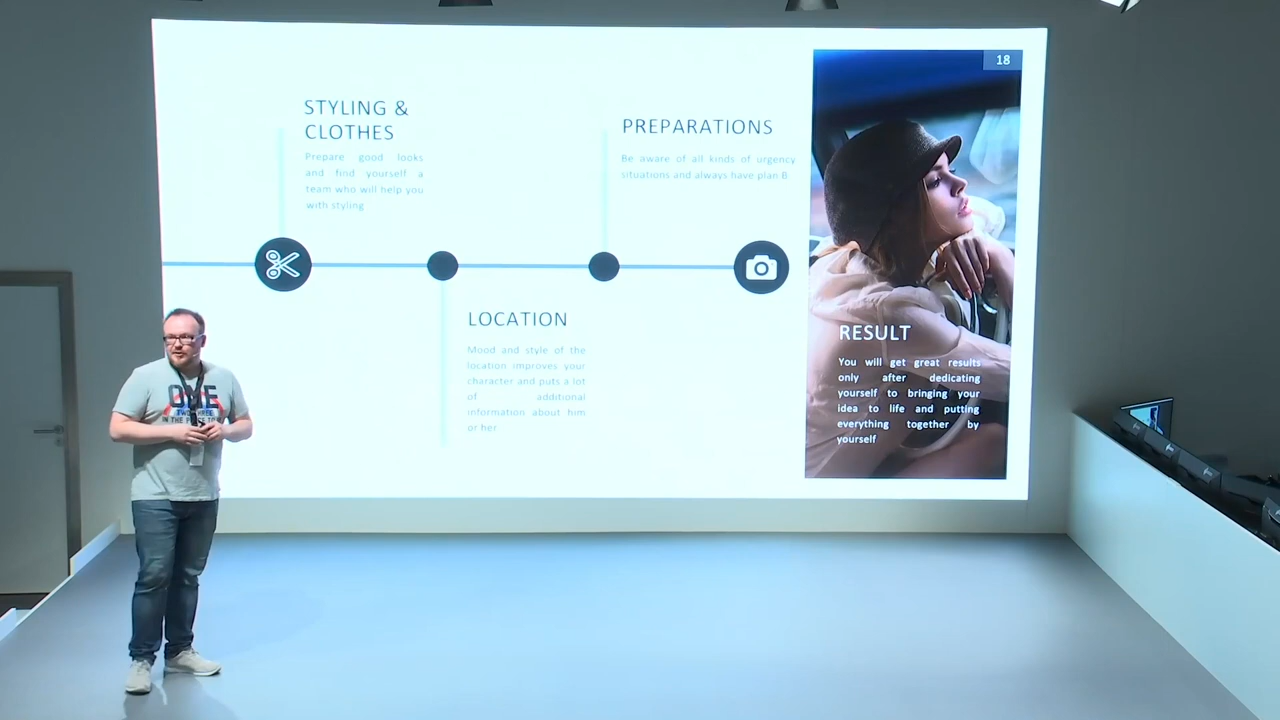 18
STYLING &
CLOTHES
Prepare good looks
and find yourself a
team who will help you
with styling
PREPARATIONS
Be aware of all kinds of urgency
situations and always have plan B
LOCATION
Mood and style of the
location improves your
character and puts a lot
of additional
information about him
or her
RESULT
You will get great results
only after dedicating
yourself to bringing your
idea to life and putting
everything together by
yourself
ONE
TWO THREE